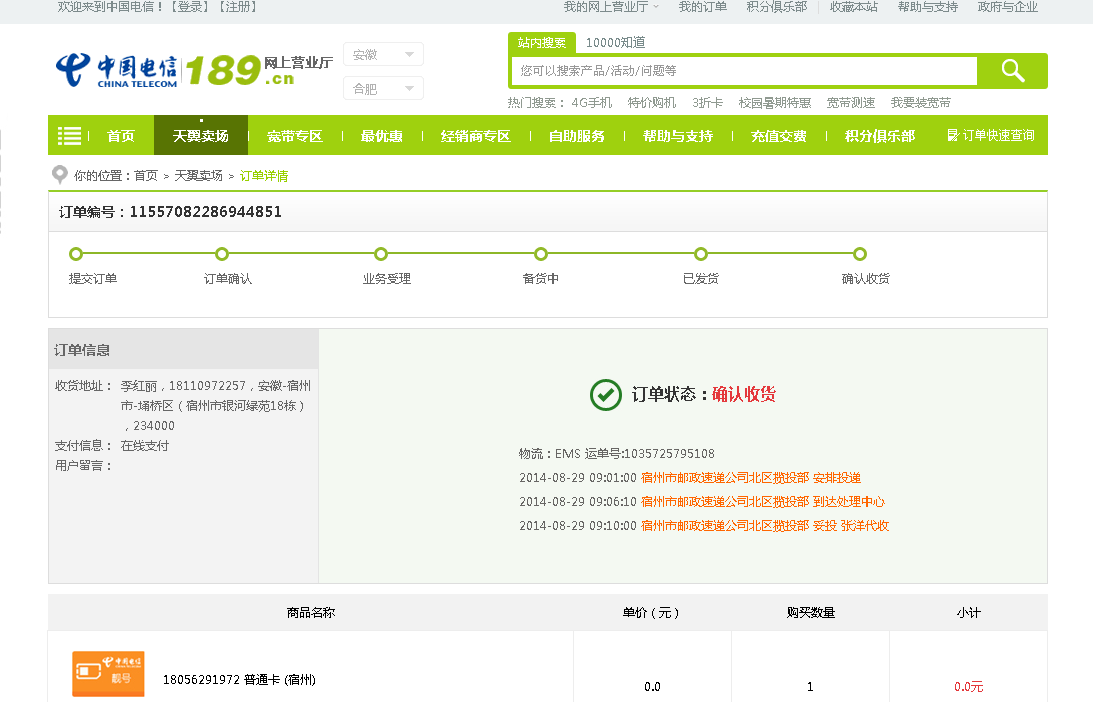 欢迎来到中国电信！【登录】【注册】
我的网上营业厅 我的订单 积分俱乐部 收藏本站 帮助与支持 政府与企业
中国电信 CHINA TELECOM 189.cn 网上营业厅
安徽
合肥
站内搜索 10000知道
您可以搜索产品/活动/问题等
热门搜索： 4G手机 特价购机 3折卡 校园暑期特惠 宽带测速 我要装宽带
首页 天翼卖场 宽带专区 最优惠 经销商专区 自助服务 帮助与支持 充值交费 积分俱乐部 订单快速查询
你的位置：首页 » 天翼卖场 » 订单详情
订单编号：11557082286944851
提交订单 订单确认 业务受理 备货中 已发货 确认收货
订单信息
收货地址： 李红丽，18110972257，安徽-宿州
市-埇桥区（宿州市银河绿苑18栋）
，234000
支付信息： 在线支付
用户留言：
订单状态：确认收货
物流：EMS 运单号:1035725795108
2014-08-29 09:01:00 宿州市邮政速递公司北区揽投部 安排投递
2014-08-29 09:06:10 宿州市邮政速递公司北区揽投部 到达处理中心
2014-08-29 09:10:00 宿州市邮政速递公司北区揽投部 妥投 张洋代收
商品名称 单价（元） 购买数量 小计
中国电信
靓号
18056291972 普通卡 (宿州)
0.0 1 0.0元